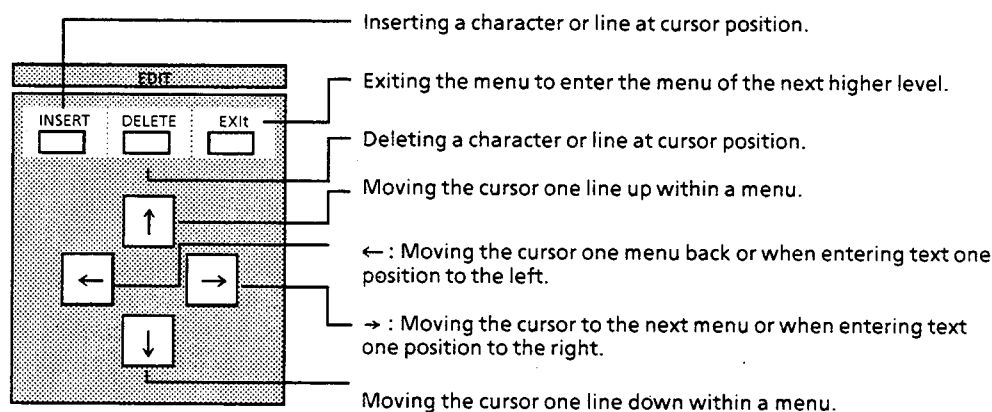 Inserting a character or line at cursor position.
EDIT
Exiting the menu to enter the menu of the next higher level.
INSERT DELETE EXIt
Deleting a character or line at cursor position.
Moving the cursor one line up within a menu.
↑
← : Moving the cursor one menu back or when entering text one
position to the left.
← →
→ : Moving the cursor to the next menu or when entering text
one position to the right.
↓
Moving the cursor one line down within a menu.